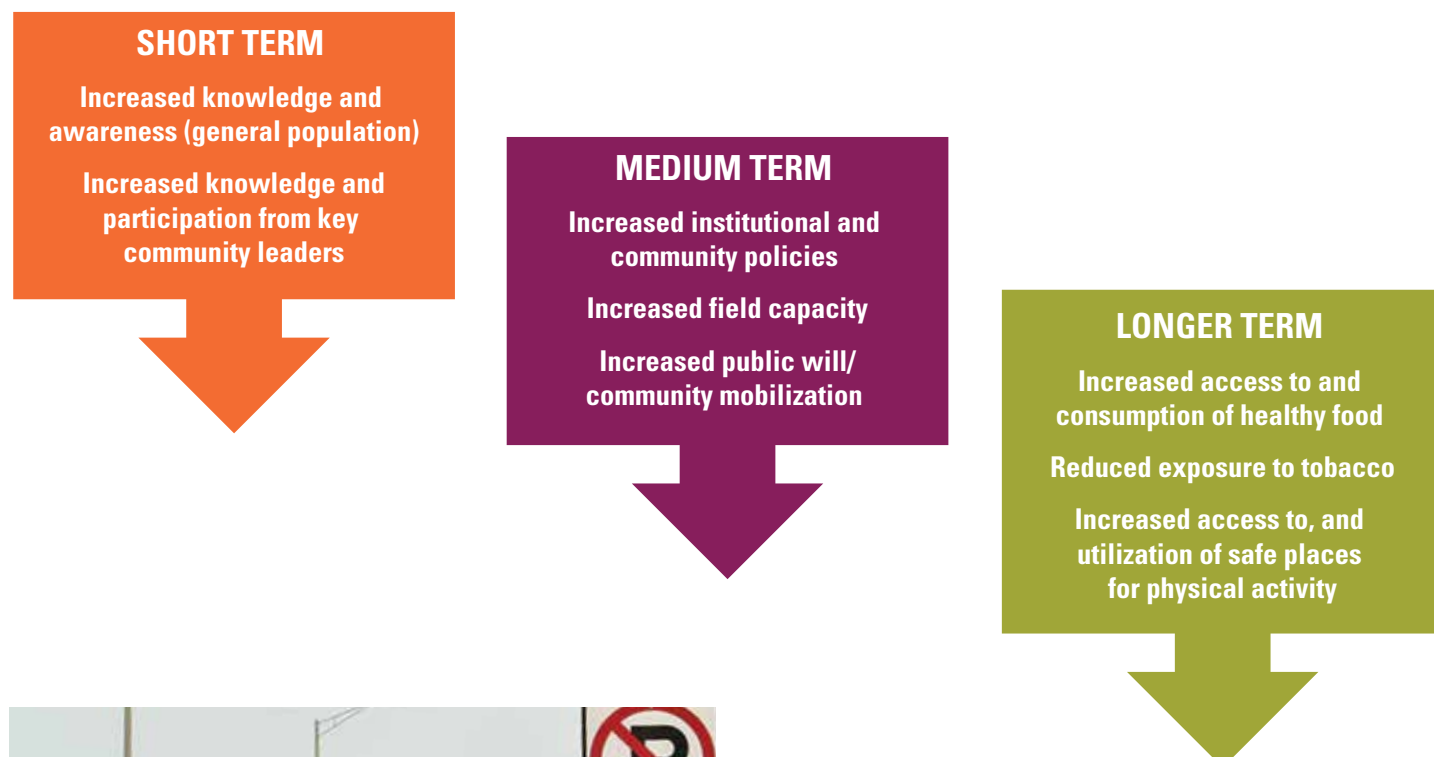 SHORT TERM
Increased knowledge and
awareness (general population)
Increased knowledge and
participation from key
community leaders
MEDIUM TERM
Increased institutional and
community policies
Increased field capacity
Increased public will/
community mobilization
LONGER TERM
Increased access to and
consumption of healthy food
Reduced exposure to tobacco
Increased access to, and
utilization of safe places
for physical activity